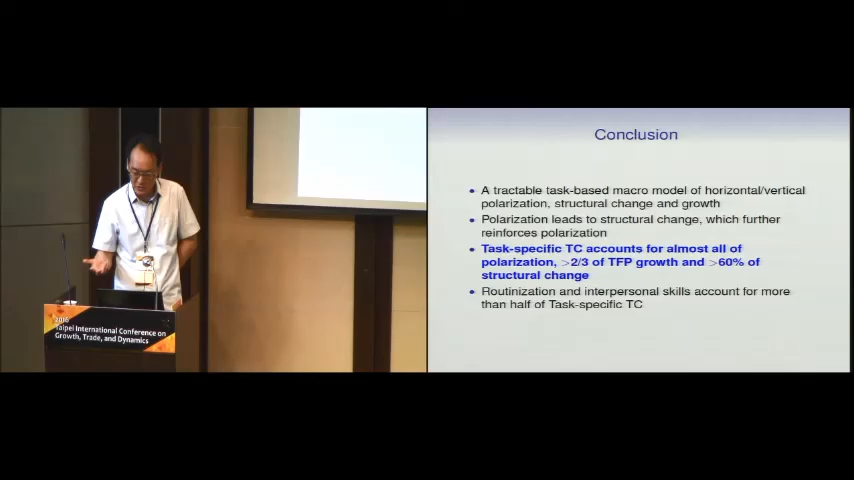 Conclusion
• A tractable task-based macro model of horizontal/vertical
polarization, structural change and growth
• Polarization leads to structural change, which further
reinforces polarization
• Task-specific TC accounts for almost all of
polarization, >2/3 of TFP growth and >60% of
structural change
• Routinization and interpersonal skills account for more
than half of Task-specific TC
2016
Taipei International Conference on
Growth, Trade, and Dynamics